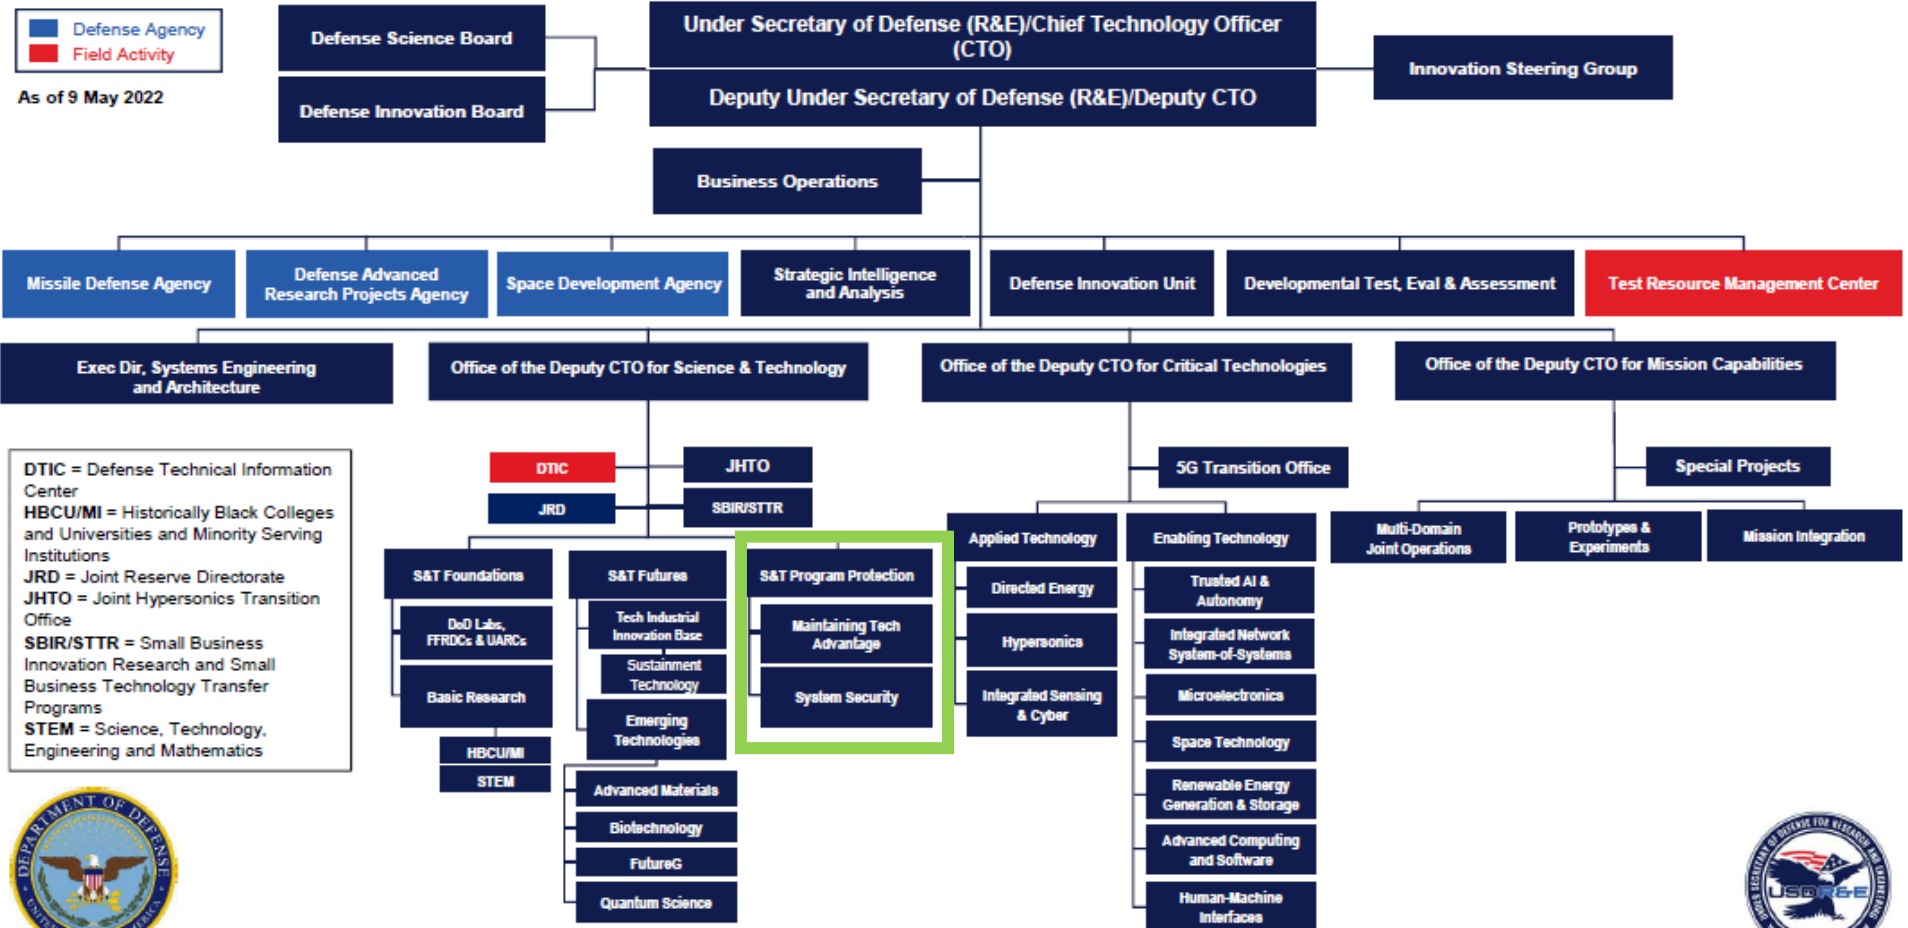 Defense Agency
Field Activity
As of 9 May 2022
Defense Science Board
Defense Innovation Board
Under Secretary of Defense (R&E)/Chief Technology Officer
(CTO)
Deputy Under Secretary of Defense (R&E)/Deputy CTO
Innovation Steering Group
Business Operations
Missile Defense Agency
Defense Advanced
Research Projects Agency
Space Development Agency
Strategic Intelligence
and Analysis
Defense Innovation Unit
Developmental Test, Eval & Assessment
Test Resource Management Center
Exec Dir, Systems Engineering
and Architecture
Office of the Deputy CTO for Science & Technology
Office of the Deputy CTO for Critical Technologies
Office of the Deputy CTO for Mission Capabilities
DTIC = Defense Technical Information
Center
HBCU/MI = Historically Black Colleges
and Universities and Minority Serving
Institutions
JRD = Joint Reserve Directorate
JHTO = Joint Hypersonics Transition
Office
SBIR/STTR = Small Business
Innovation Research and Small
Business Technology Transfer
Programs
STEM = Science, Technology,
Engineering and Mathematics
DTIC
JHTO
JRD
SBIR/STTR
S&T Foundations
DoD Labs,
FFRDCs & UARCs
Basic Research
HBCU/MI
STEM
S&T Futures
Tech Industrial
Innovation Base
Sustainment
Technology
Emerging
Technologies
Advanced Materials
Biotechnology
FutureG
Quantum Science
S&T Program Protection
Maintaining Tech
Advantage
System Security
5G Transition Office
Applied Technology
Directed Energy
Hypersonics
Integrated Sensing
& Cyber
Enabling Technology
Trusted AI &
Autonomy
Integrated Network
System-of-Systems
Microelectronics
Space Technology
Renewable Energy
Generation & Storage
Advanced Computing
and Software
Human-Machine
Interfaces
Special Projects
Multi-Domain
Joint Operations
Prototypes &
Experiments
Mission Integration
DEPARTMENT OF DEFENSE
USDR&E